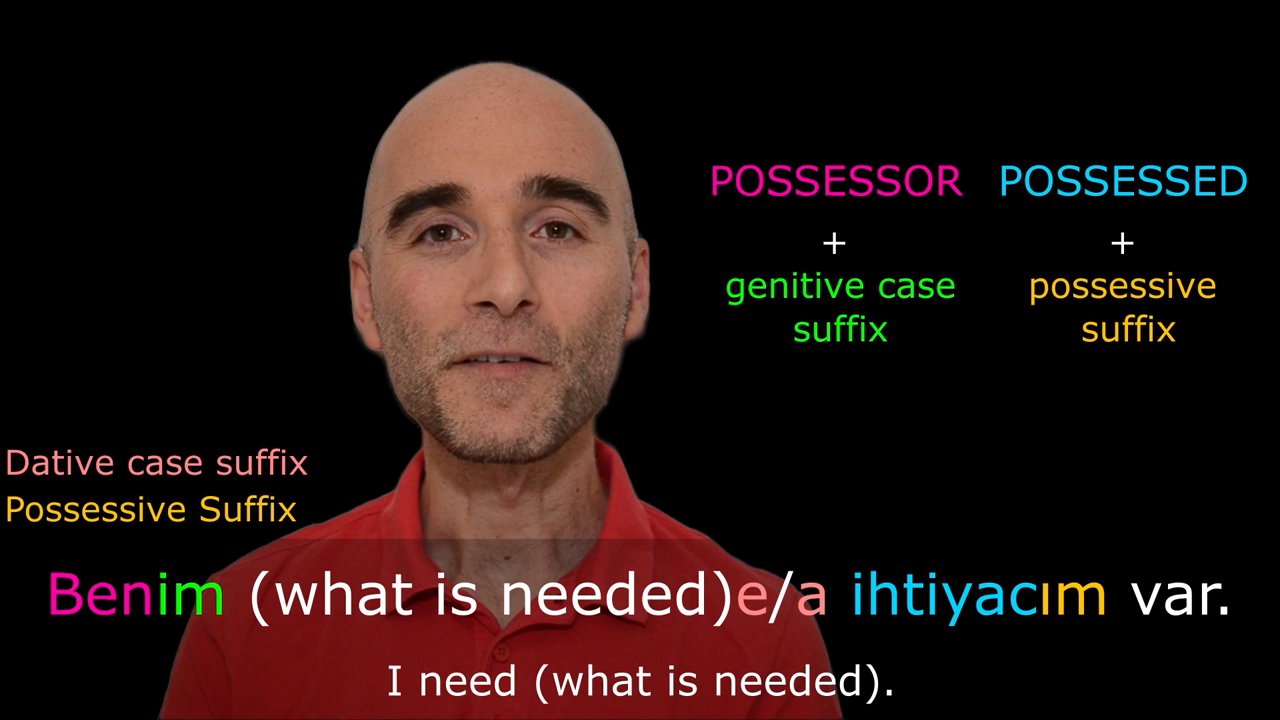 POSSESSOR POSSESSED
+ +
genitive case possessive
suffix suffix
Dative case suffix
Possessive Suffix
Benim (what is needed)e/a ihtiyacım var.
I need (what is needed).